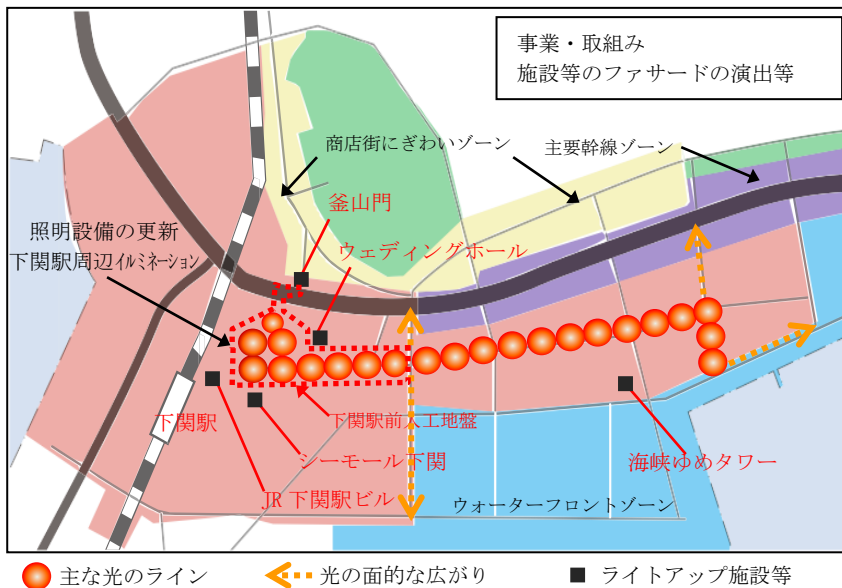 事業・取組み
施設等のファサードの演出等
商店街にぎわいゾーン
主要幹線ゾーン
釜山門
照明設備の更新
下関駅周辺ｲﾙﾐﾈｰｼｮﾝ
ウェディングホール
下関駅
下関駅前人工地盤
シーモール下関
海峡ゆめタワー
JR下関駅ビル
ウォーターフロントゾーン
主な光のライン
光の面的な広がり
ライトアップ施設等